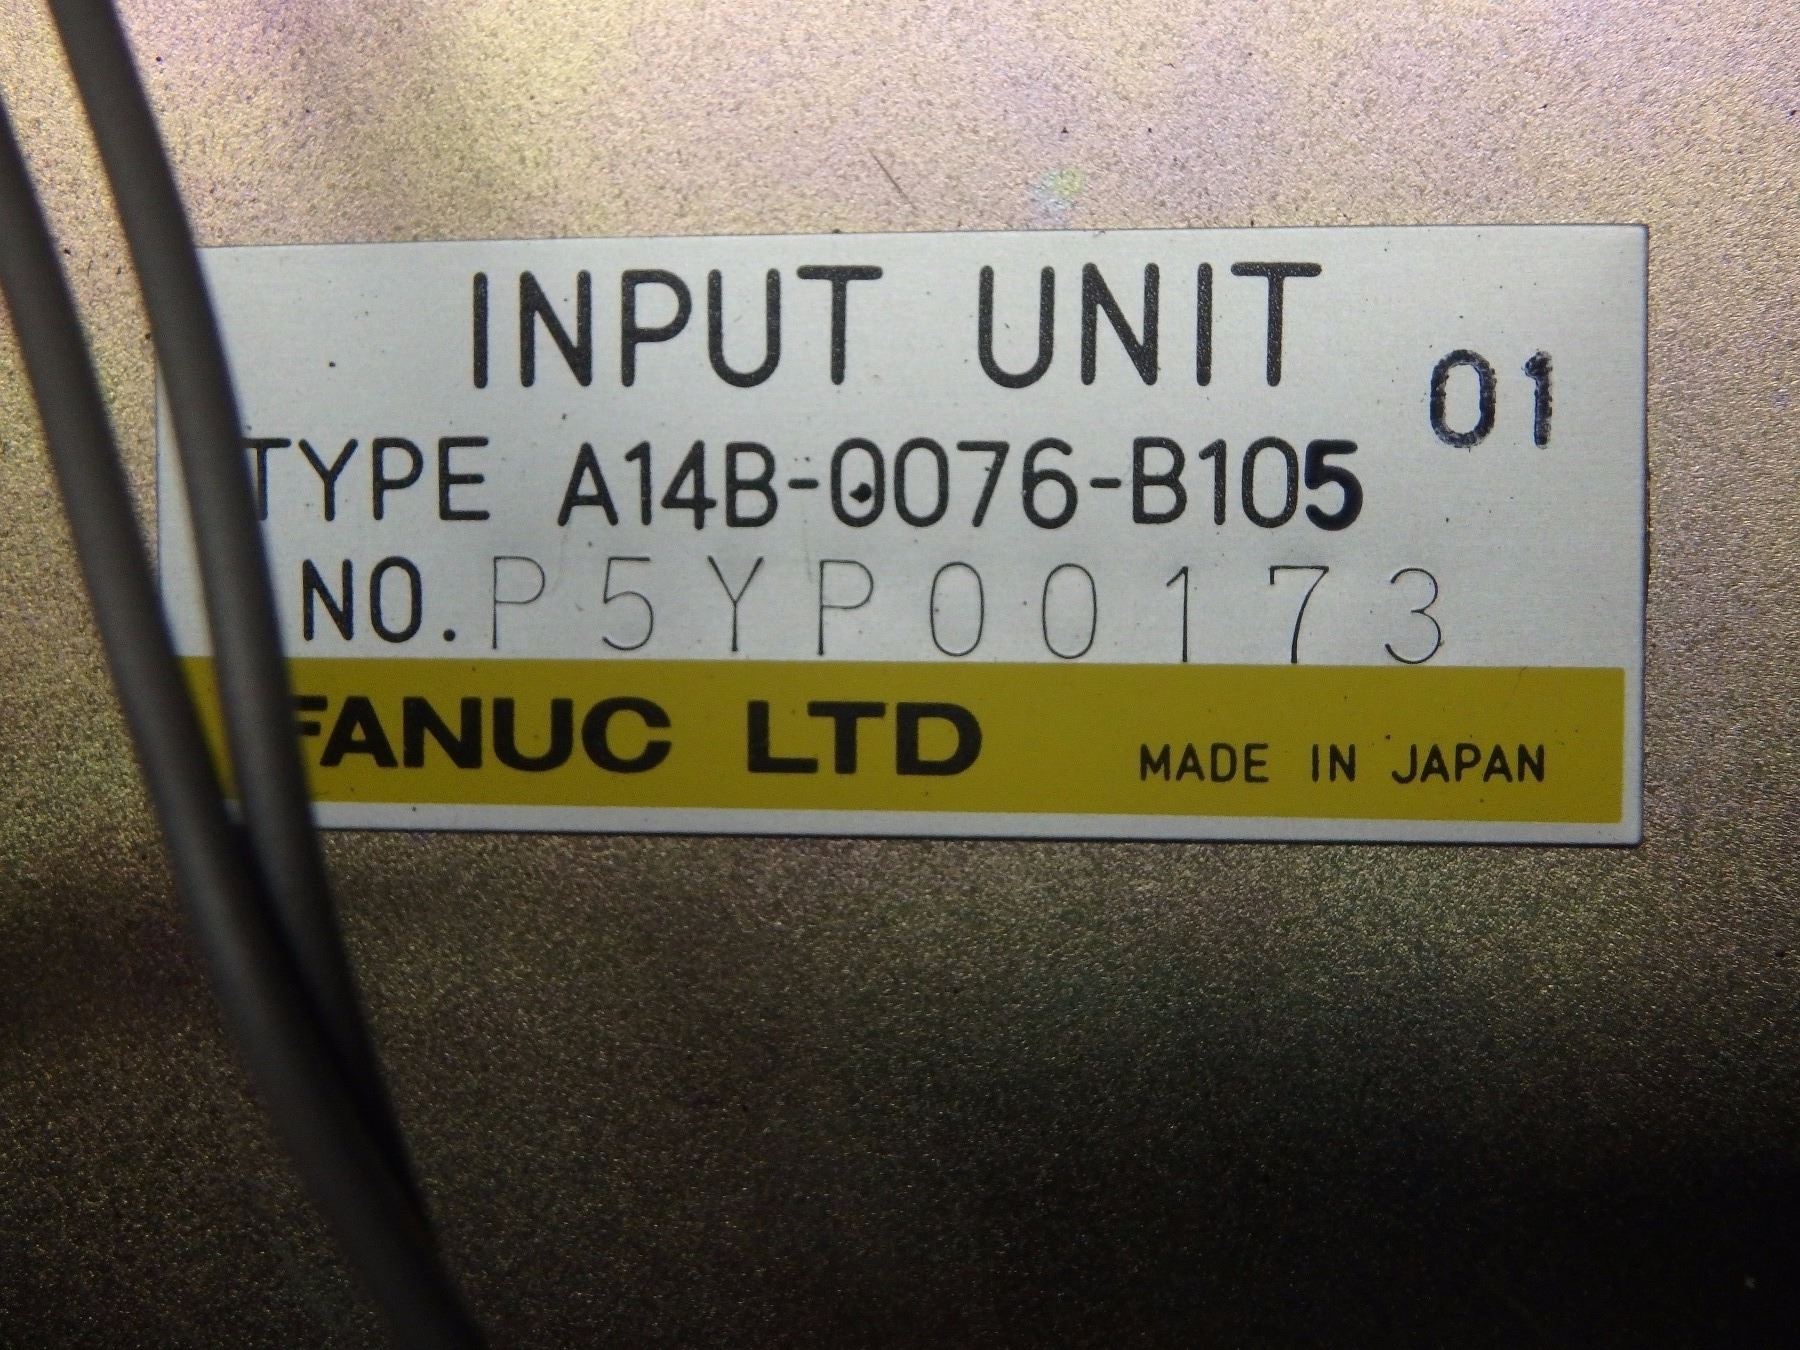 INPUT UNIT
01
TYPE A14B-0076-B105
NO. P5YP00173
FANUC LTD MADE IN JAPAN